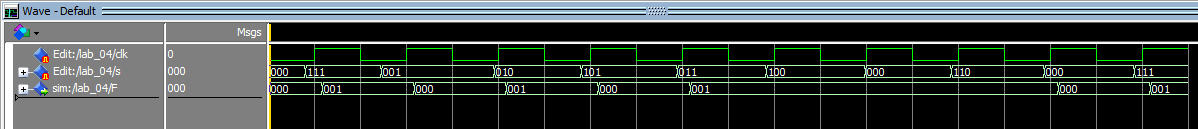 Wave - Default
Msgs
Edit:/lab_04/clk 0
Edit:/lab_04/s 000 000 111 001 010 101 011 100 000 110 000 111
sim:/lab_04/F 000 000 001 000 001 000 001 000 001